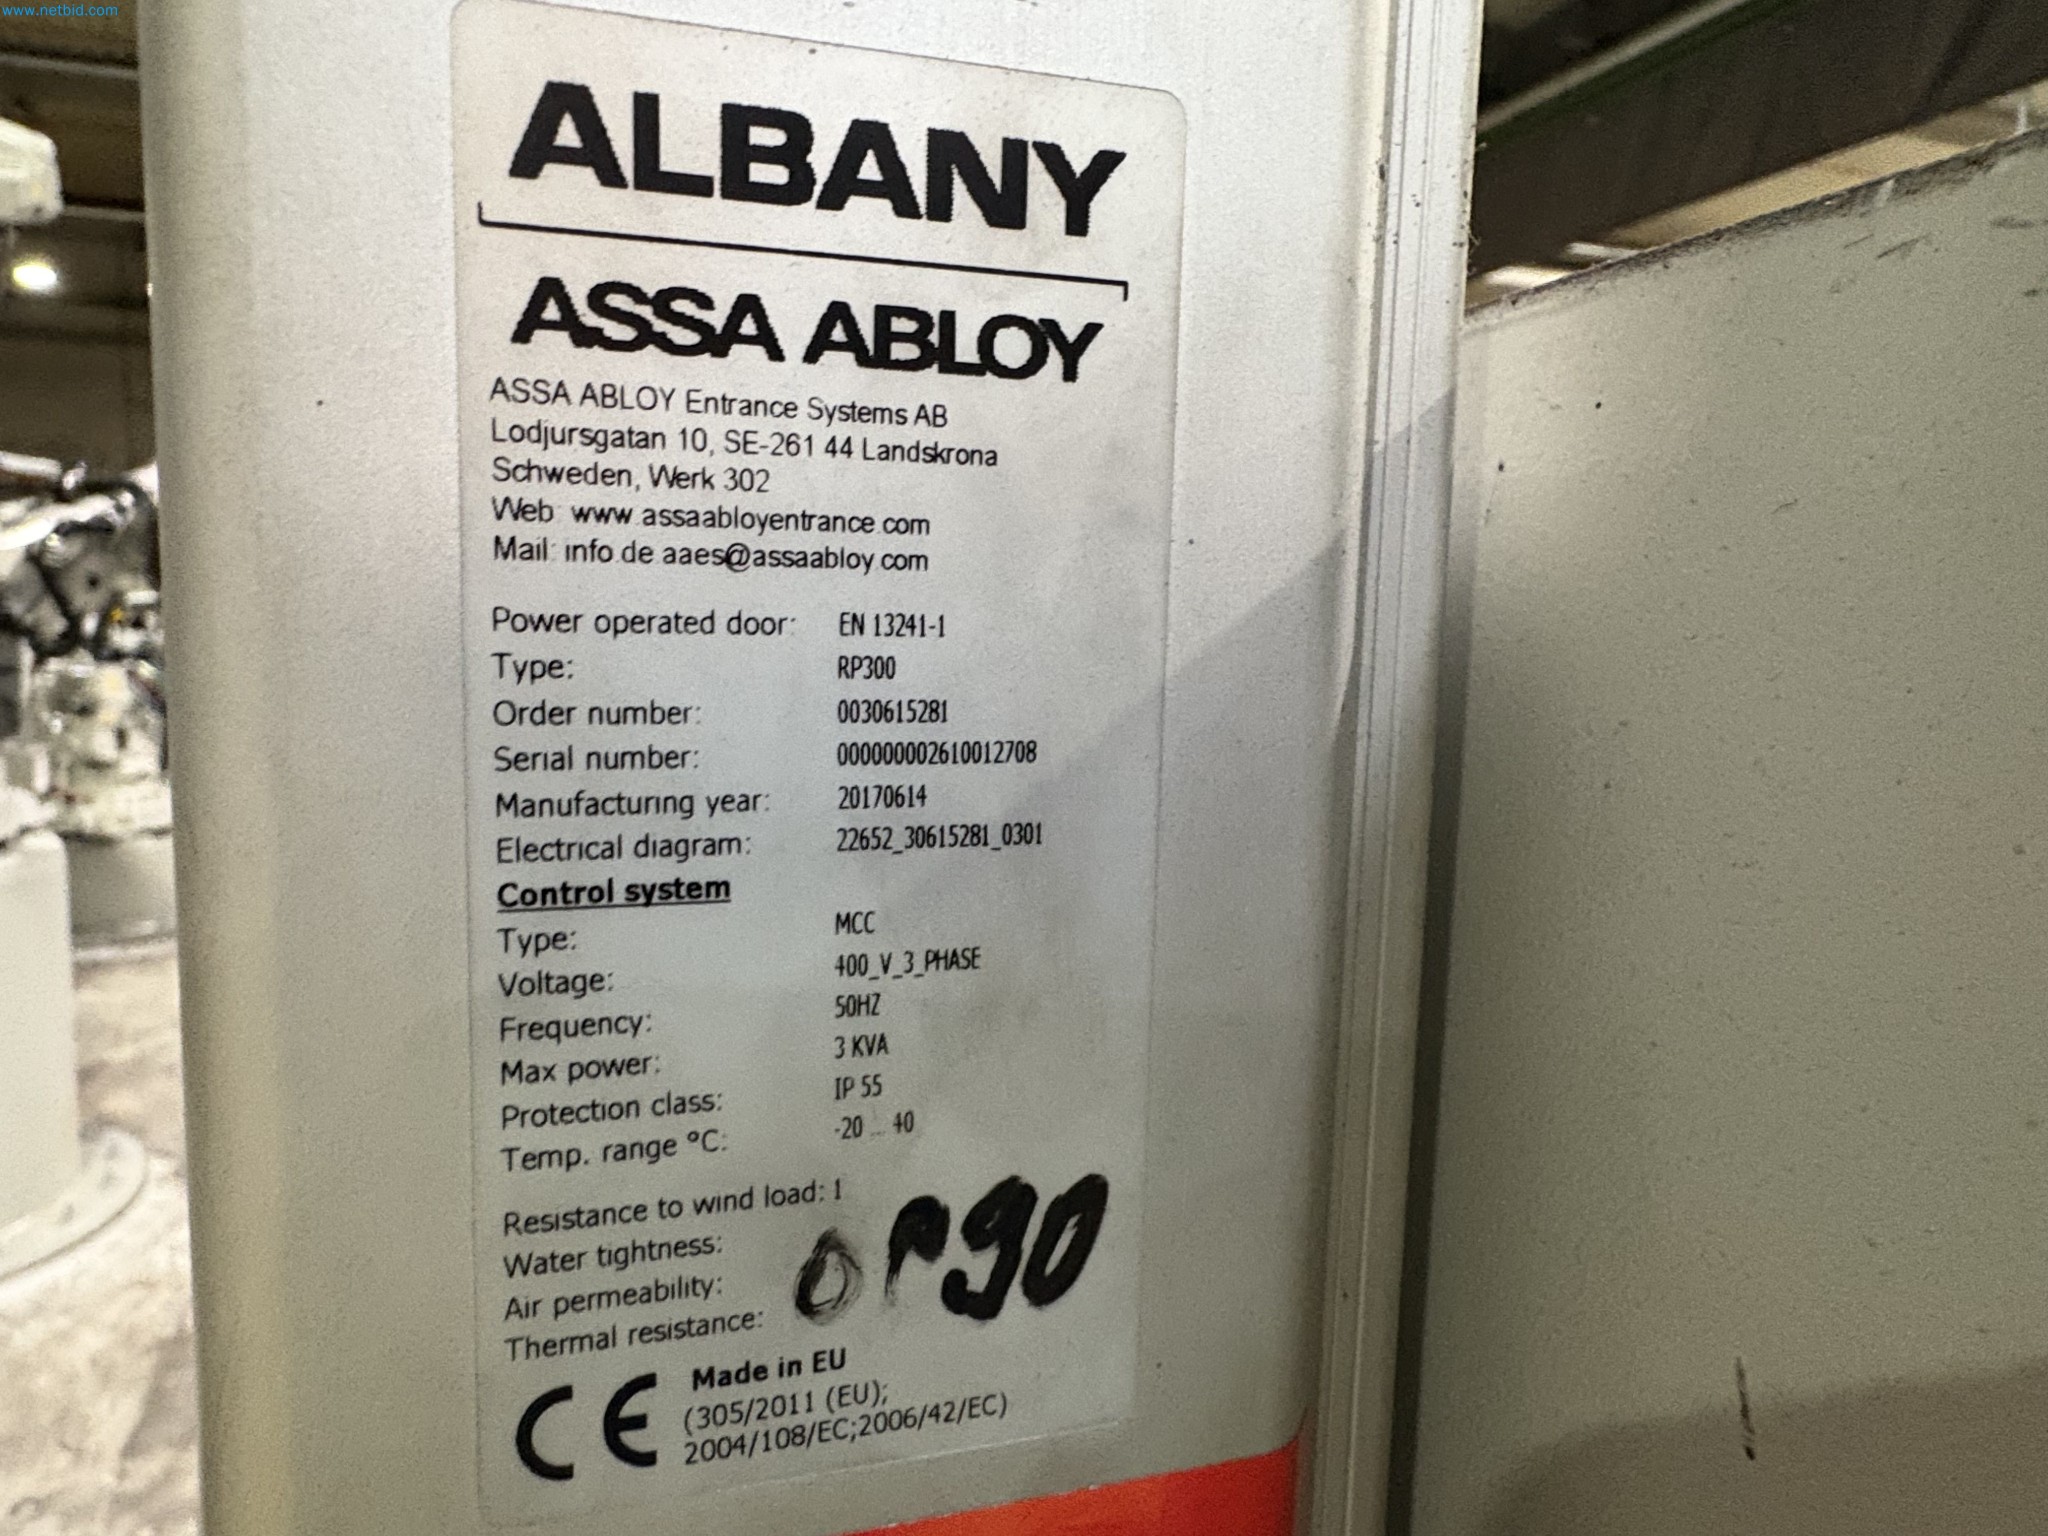 www.netbid.com
ALBANY
ASSA ABLOY
ASSA ABLOY Entrance Systems AB
Lodjursgatan 10, SE-261 44 Landskrona
Schweden, Werk 302
Web: www.assaabloyentrance.com
Mail: info.de.aaes@assaabloy.com
Power operated door: EN 13241-1
Type: RP300
Order number: 0030615281
Serial number: 000000002610012708
Manufacturing year: 20170614
Electrical diagram: 22652_30615281_0301
Control system
Type: MCC
Voltage: 400_V_3_PHASE
Frequency: 50HZ
Max power: 3 KVA
Protection class: IP 55
Temp. range °C: -20 ... 40
Resistance to wind load: 1
Water tightness:
Air permeability:
Thermal resistance:
OP90
CE Made in EU
(305/2011 (EU);
2004/108/EC;2006/42/EC)